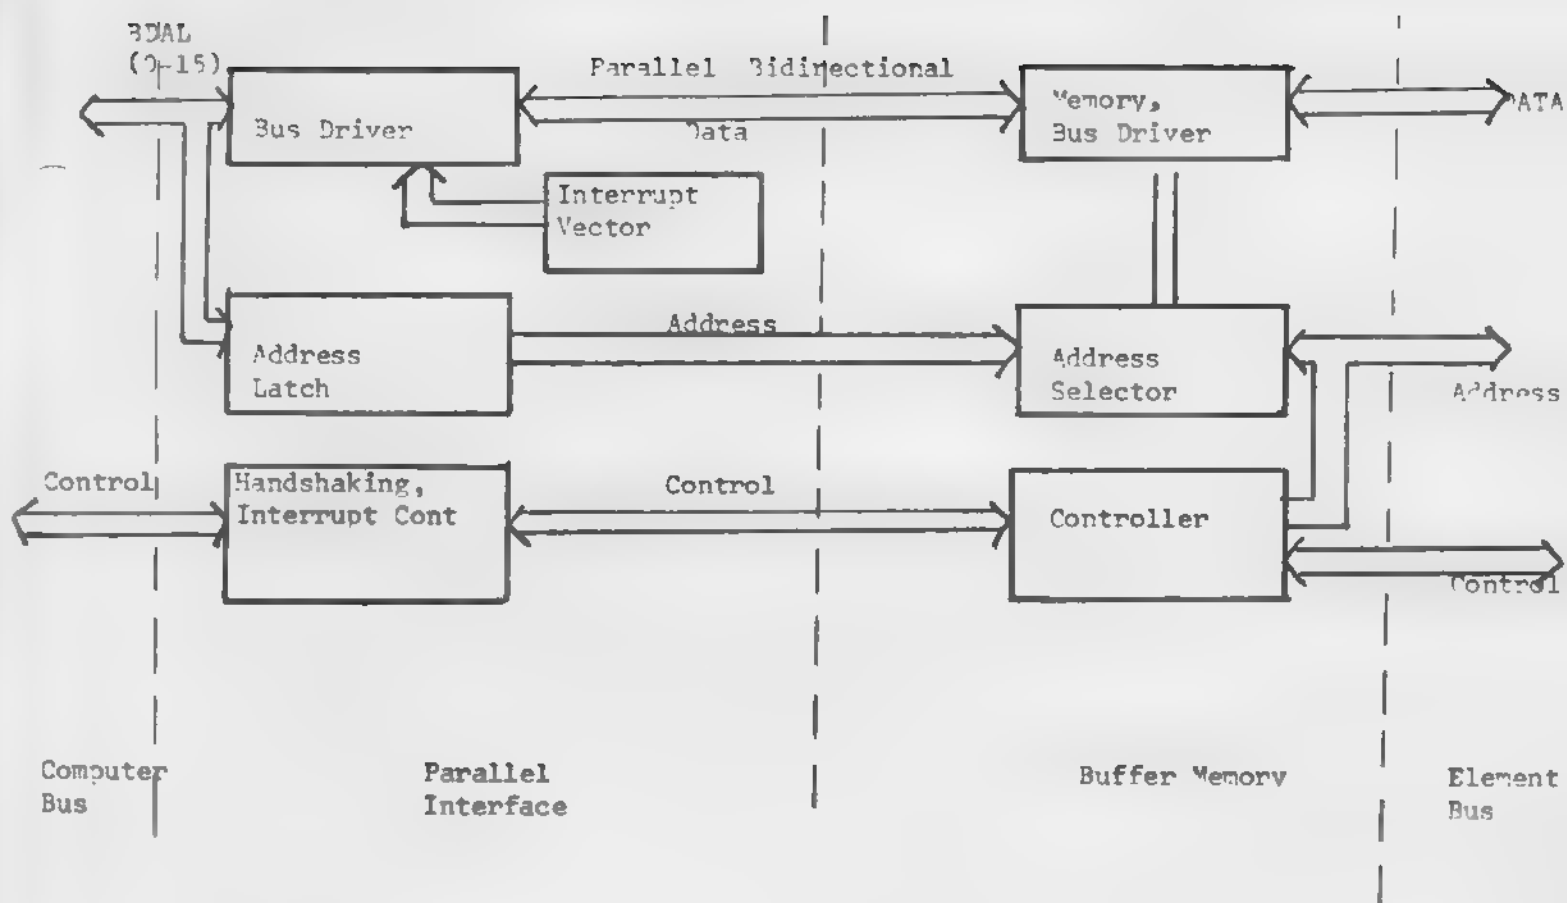 BDAL
(0-15)
Parallel Bidirectional
Data
Bus Driver
Memory,
Bus Driver
DATA
Interrupt
Vector
Address
Address
Latch
Address
Selector
Address
Control
Handshaking,
Interrupt Cont
Control
Controller
Control
Computer
Bus
Parallel
Interface
Buffer Memory
Element
Bus